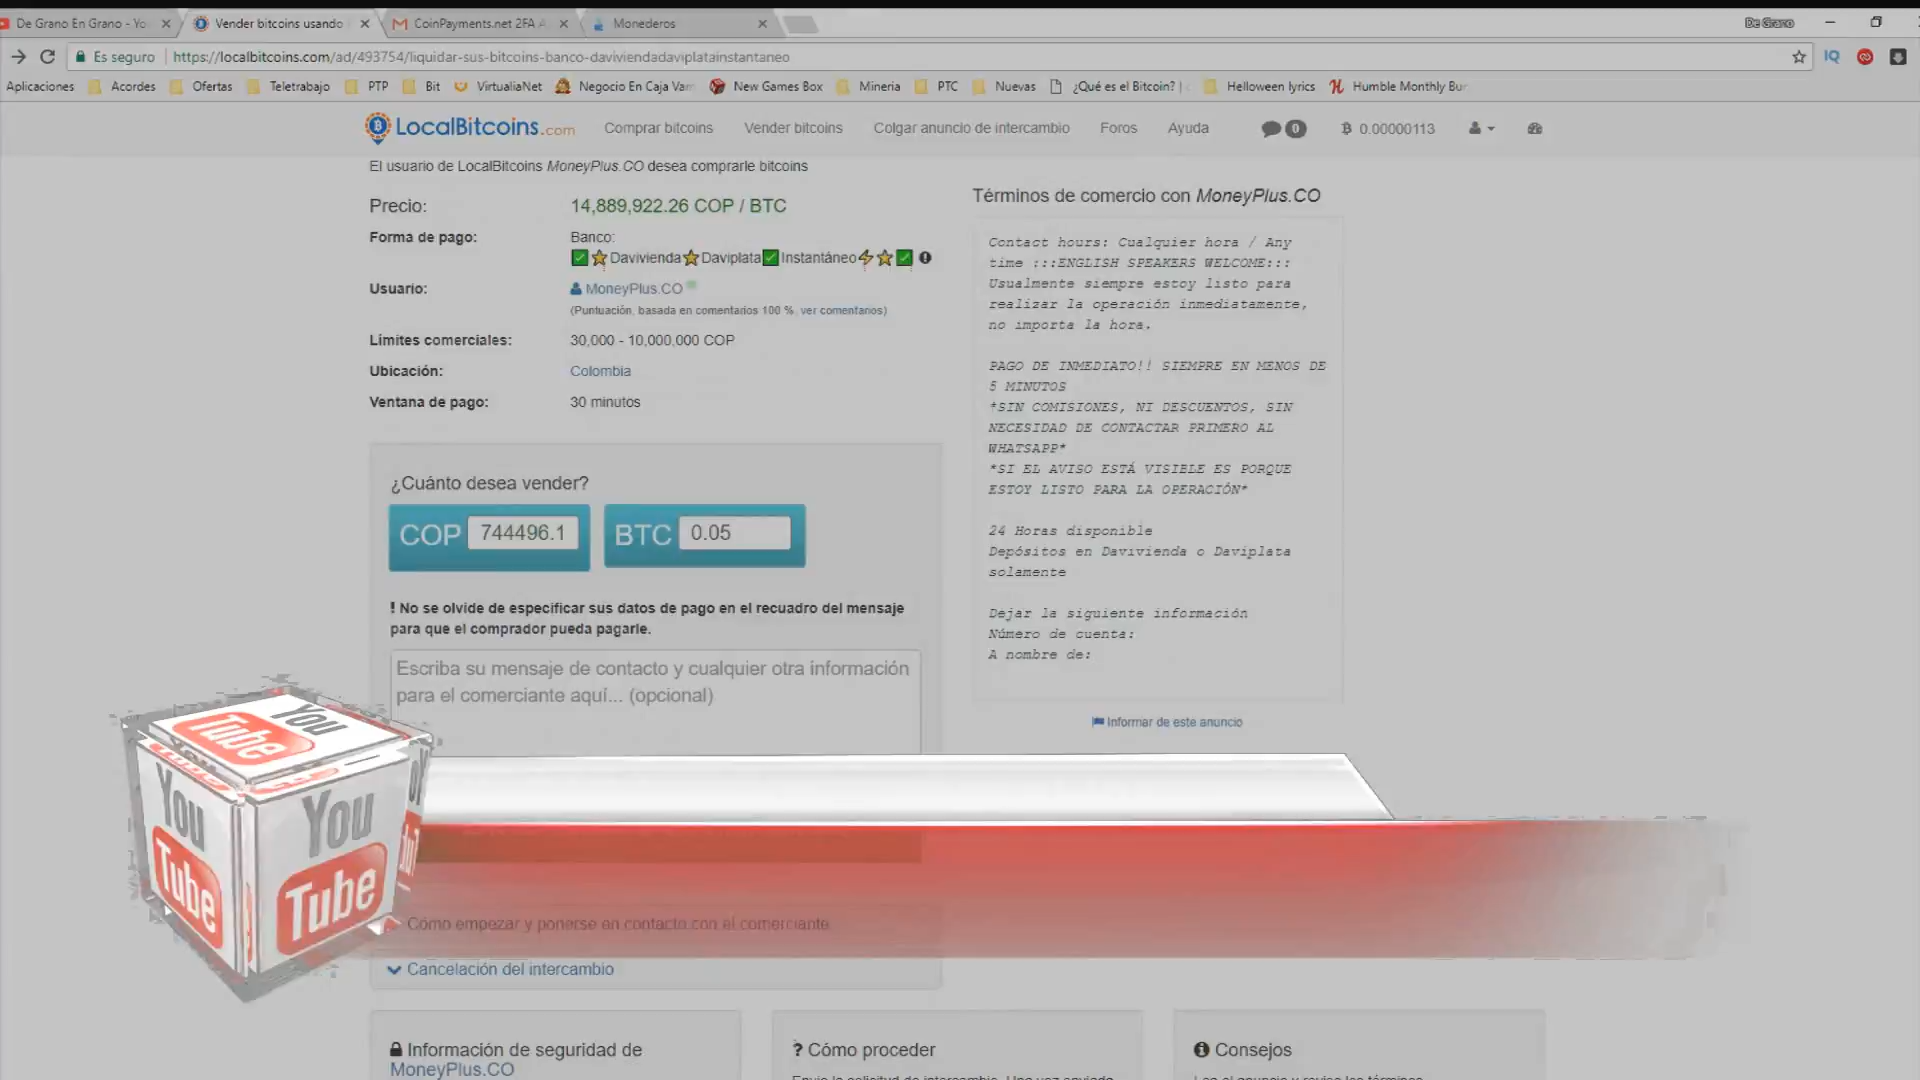 De Grano En Grano - Yo
Vender bitcoins usando
CoinPayments.net 2FA A
Monederos
De Grano
Es seguro
https://localbitcoins.com/ad/493754/liquidar-sus-bitcoins-banco-daviviendadaviplatainstantaneo
IQ
Aplicaciones
Acordes
Ofertas
Teletrabajo
PTP
Bit
VirtualiaNet
Negocio En Caja Van
New Games Box
Mineria
PTC
Nuevas
¿Qué es el Bitcoin? |
Helloween lyrics
Humble Monthly Bun
LocalBitcoins.com
Comprar bitcoins
Vender bitcoins
Colgar anuncio de intercambio
Foros
Ayuda
0
0.00000113
El usuario de LocalBitcoins MoneyPlus.CO desea comprarle bitcoins
Precio:
14,889,922.26 COP / BTC
Forma de pago:
Banco:
✅⭐Davivienda⭐Daviplata✅Instantáneo⚡⭐✅
Usuario:
MoneyPlus.CO
(Puntuación, basada en comentarios 100 %, ver comentarios)
Limites comerciales:
30,000 - 10,000,000 COP
Ubicación:
Colombia
Ventana de pago:
30 minutos
Términos de comercio con MoneyPlus.CO
Contact hours: Cualquier hora / Any
time :::ENGLISH SPEAKERS WELCOME:::
Usualmente siempre estoy listo para
realizar la operación inmediatamente,
no importa la hora.
PAGO DE INMEDIATO!! SIEMPRE EN MENOS DE
5 MINUTOS
*SIN COMISIONES, NI DESCUENTOS, SIN
NECESIDAD DE CONTACTAR PRIMERO AL
WHATSAPP*
*SI EL AVISO ESTÁ VISIBLE ES PORQUE
ESTOY LISTO PARA LA OPERACIÓN*
24 Horas disponible
Depósitos en Davivienda o Daviplata
solamente
Dejar la siguiente información
Número de cuenta:
A nombre de:
Informar de este anuncio
¿Cuánto desea vender?
COP 744496.1
BTC 0.05
! No se olvide de especificar sus datos de pago en el recuadro del mensaje
para que el comprador pueda pagarle.
Escriba su mensaje de contacto y cualquier otra información
para el comerciante aquí... (opcional)
You
Tube
You
Tube
You
Tube
Cómo empezar y ponerse en contacto con el comerciante
Cancelación del intercambio
Información de seguridad de
MoneyPlus.CO
? Cómo proceder
Consejos